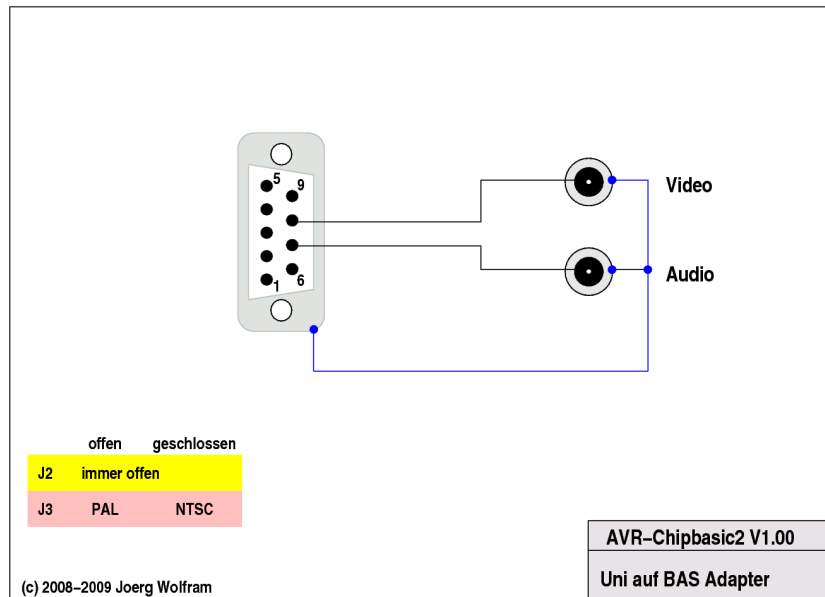 5
9
1
6
Video
Audio
offen geschlossen
J2 immer offen
J3 PAL NTSC
AVR-Chipbasic2 V1.00
Uni auf BAS Adapter
(c) 2008-2009 Joerg Wolfram